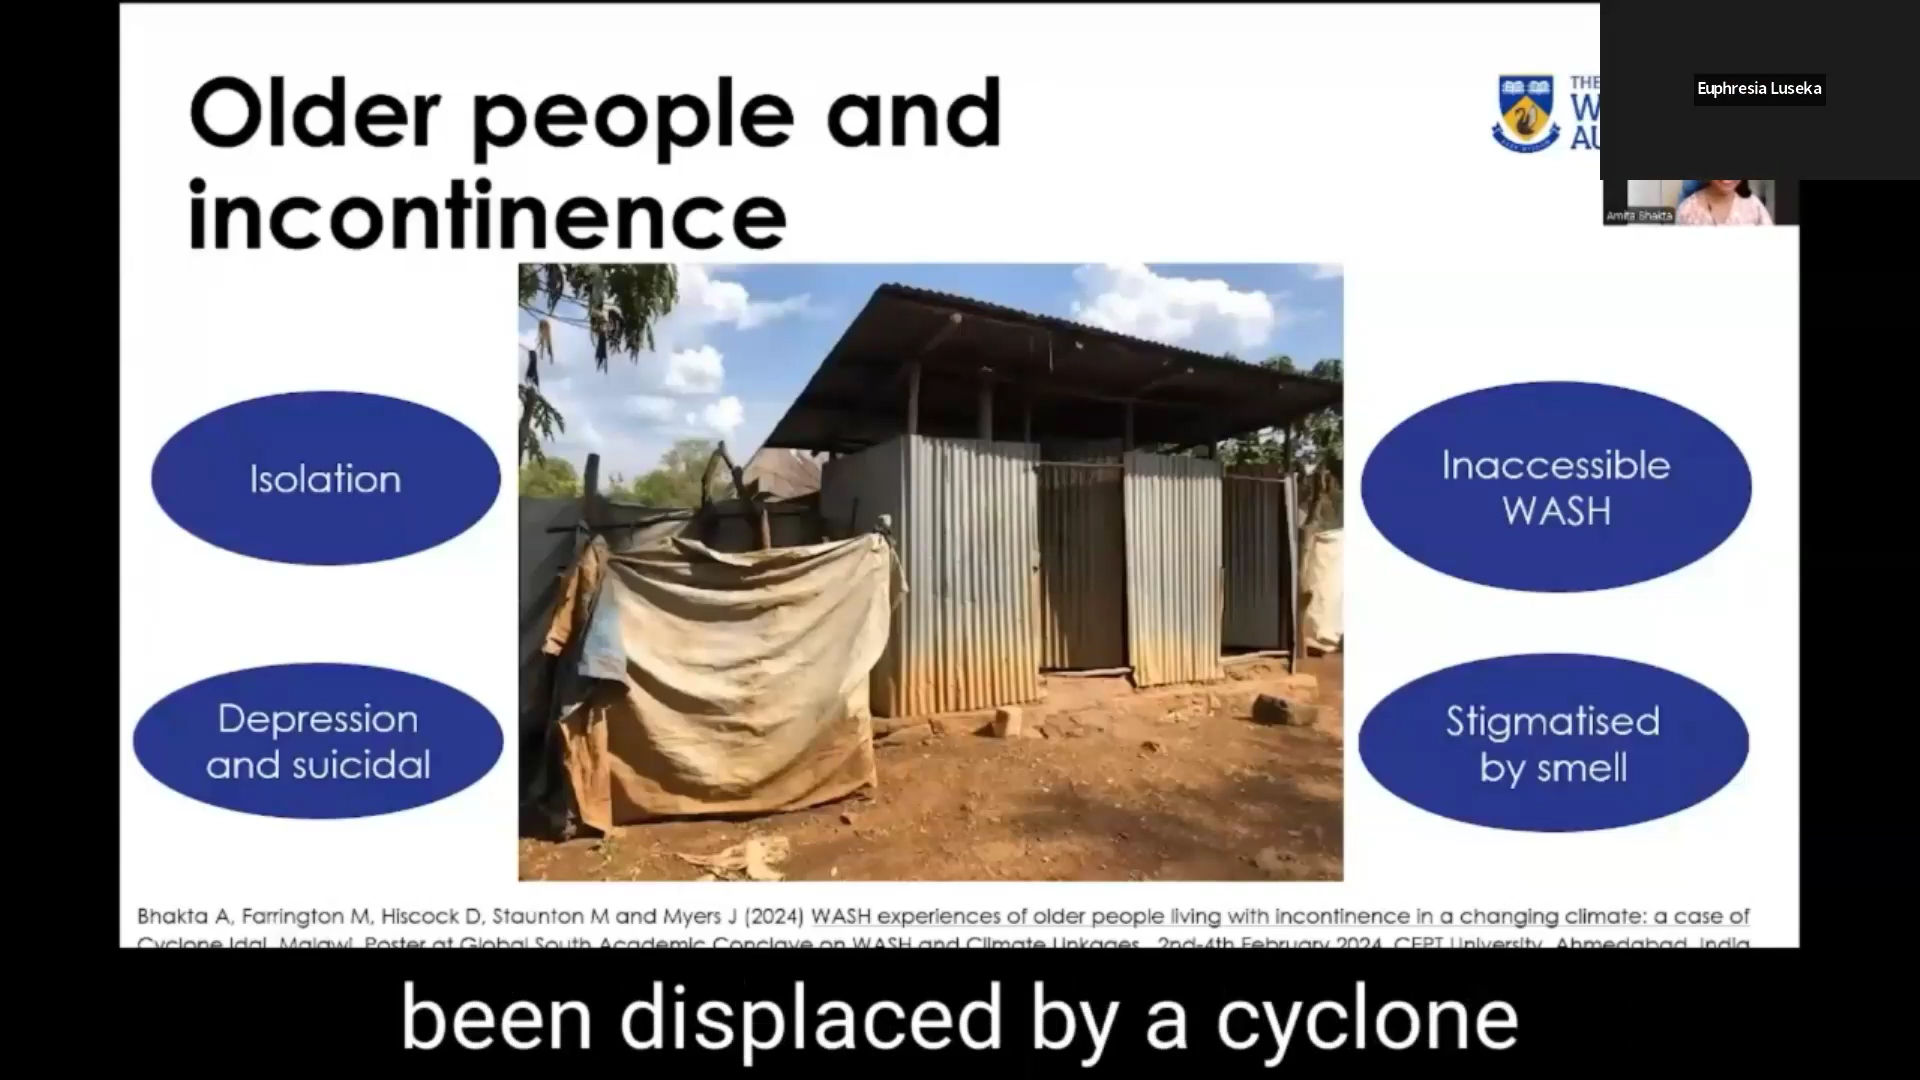 Older people and
incontinence
THE
W
AU
Euphresia Luseka
Amita Bhakta
Isolation
Inaccessible
WASH
Depression
and suicidal
Stigmatised
by smell
Bhakta A, Farrington M, Hiscock D, Staunton M and Myers J (2024) WASH experiences of older people living with incontinence in a changing climate: a case of
Cyclone Idai, Malawi. Poster at Global South Academic Conclave on WASH and Climate Linkages, 2nd-4th February 2024, CEPT University, Ahmedabad, India
been displaced by a cyclone